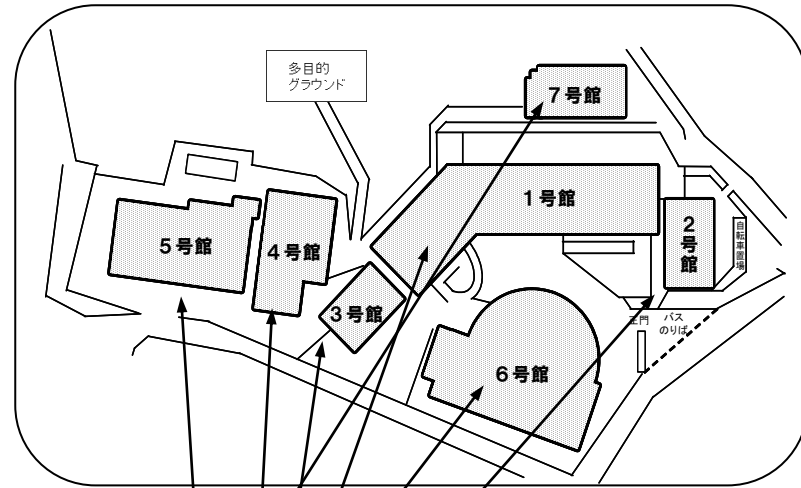 多目的
グラウンド
7号館
1号館
2号館
自転車置場
5号館
4号館
3号館
正門
バス
のりば
6号館